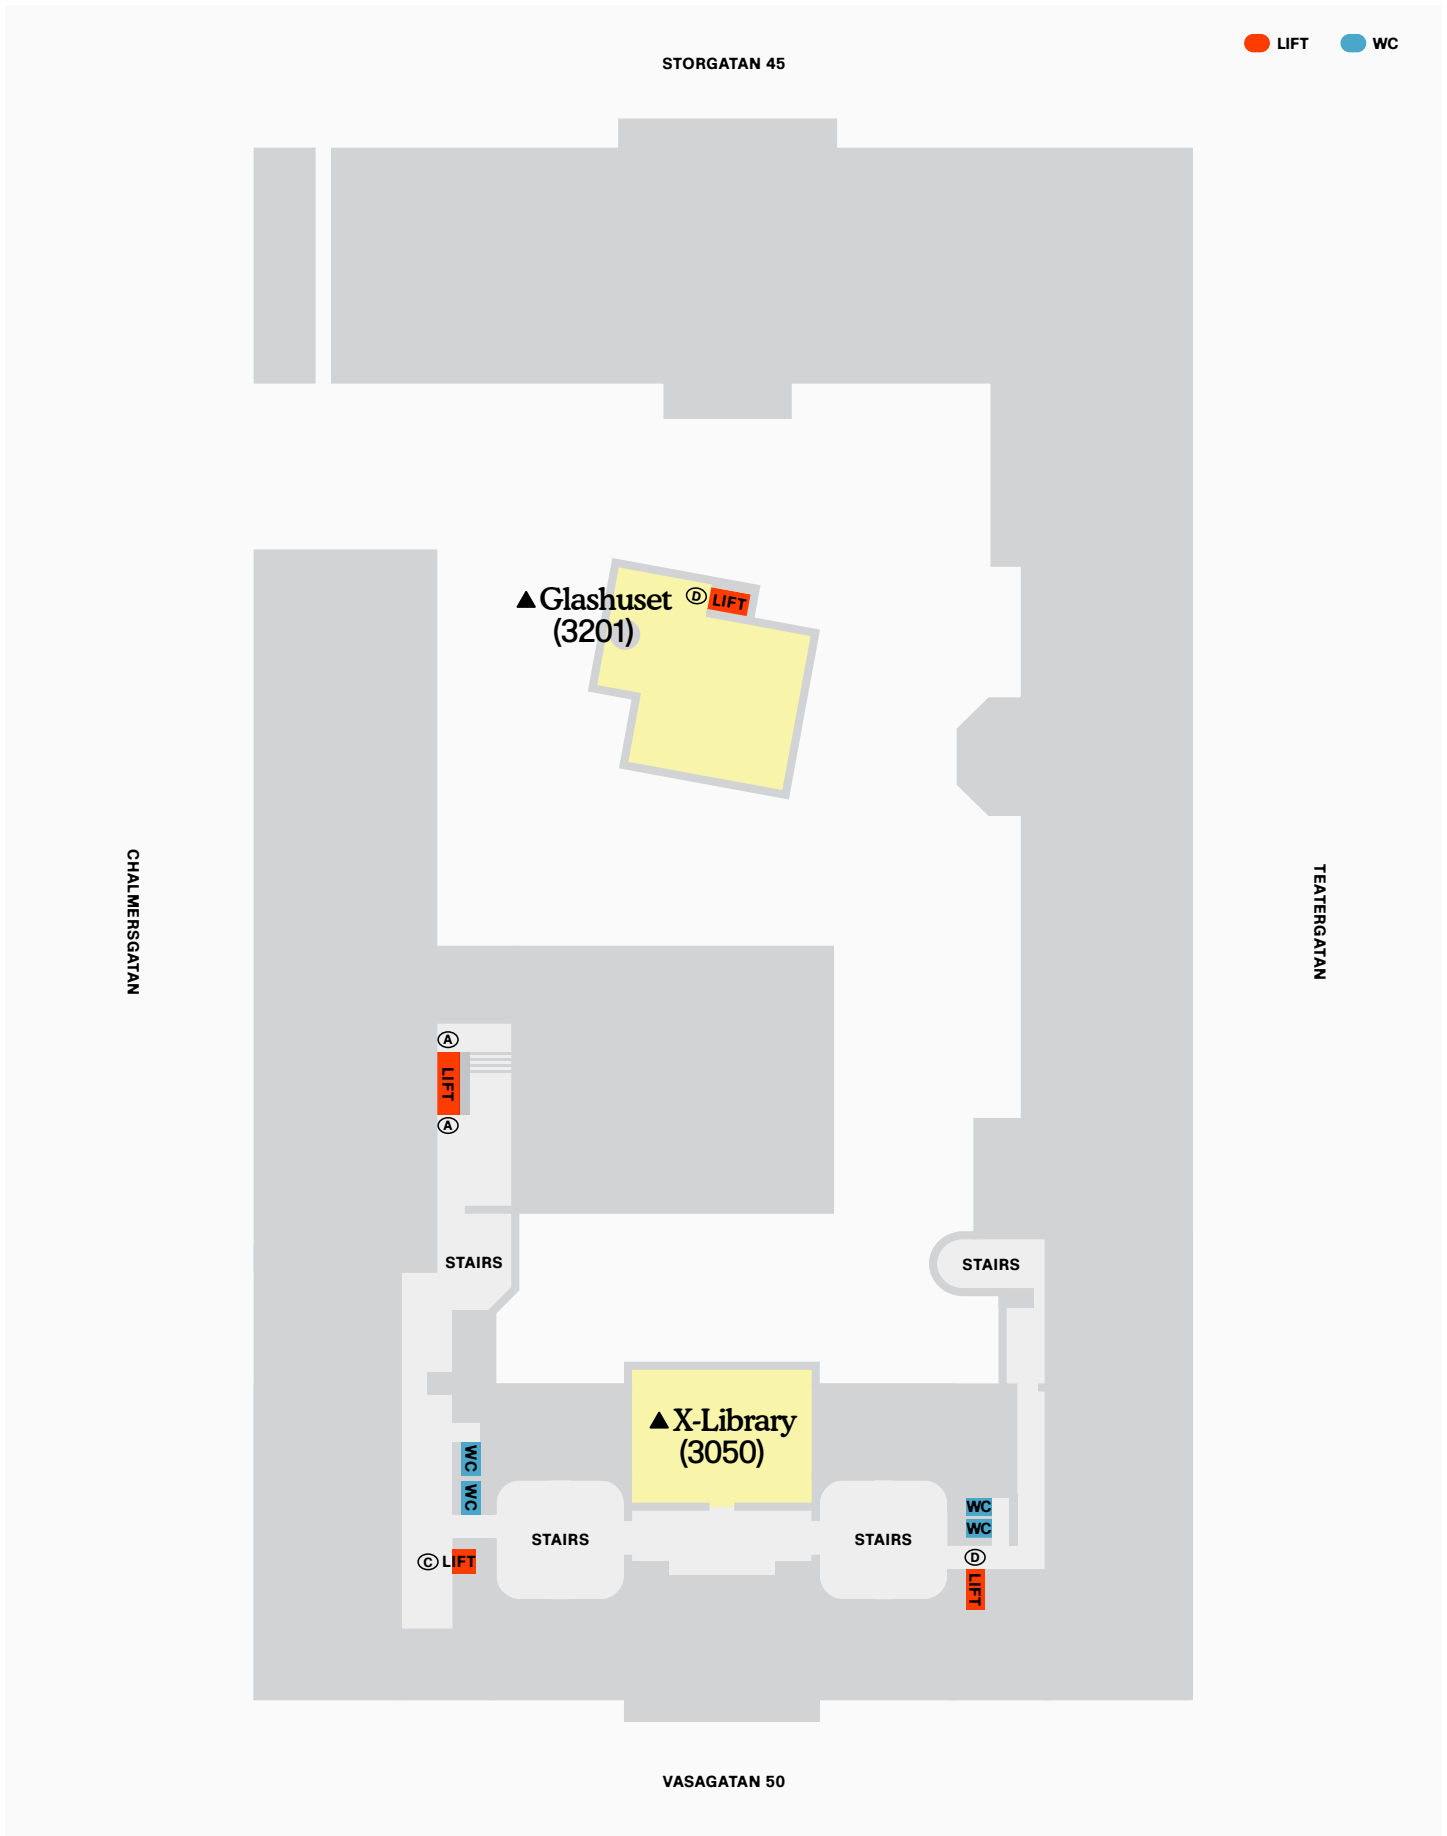 LIFT
WC
STORGATAN 45
▲Glashuset
(3201)
D
LIFT
CHALMERSGATAN
TEATERGATAN
A
LIFT
A
STAIRS
STAIRS
▲X-Library
(3050)
WC
WC
WC
WC
STAIRS
STAIRS
C LIFT
D
LIFT
VASAGATAN 50